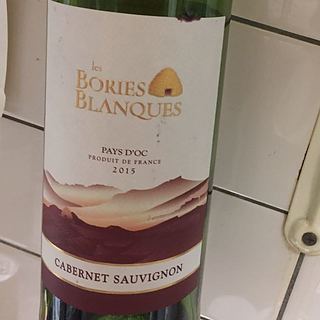 les
BORIES
BLANQUES
PAYS D'OC
PRODUIT DE FRANCE
2015
CABERNET SAUVIGNON